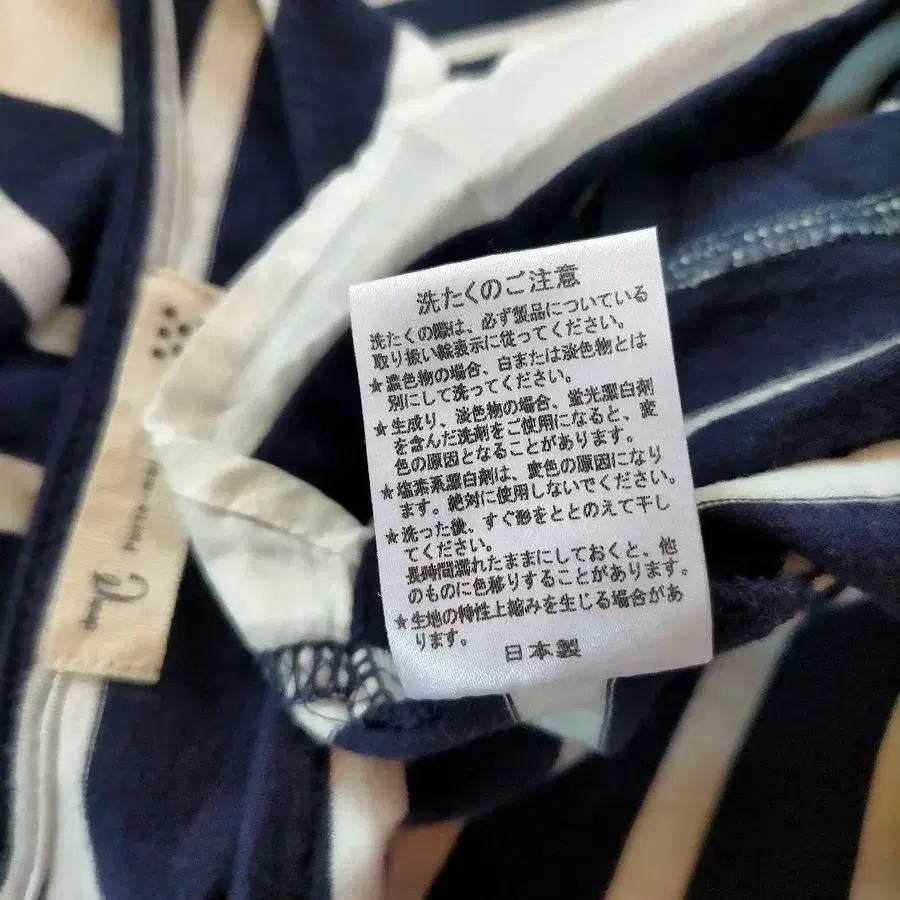 洗たくのご注意
洗たくの際は、必ず製品についている
取り扱い絵表示に従ってください。
★濃色物の場合、白または淡色物とは
別にして洗ってください。
★生成り、淡色物の場合、蛍光漂白剤
を含んだ洗剤をご使用になると、変
色の原因となることがあります。
★塩素系漂白剤は、変色の原因になり
ます。絶対に使用しないでください。
★洗った後、すぐ形をととのえて干し
てください。
長時間濡れたままにしておくと、他
のものに色移りすることがあります。
★生地の特性上縮みを生じる場合があ
ります。
日本製